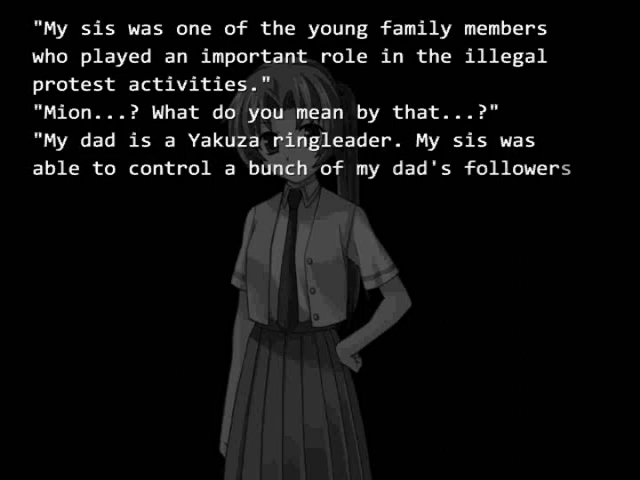 "My sis was one of the young family members
who played an important role in the illegal
protest activities."
"Mion...? What do you mean by that...?"
"My dad is a Yakuza ringleader. My sis was
able to control a bunch of my dad's followers